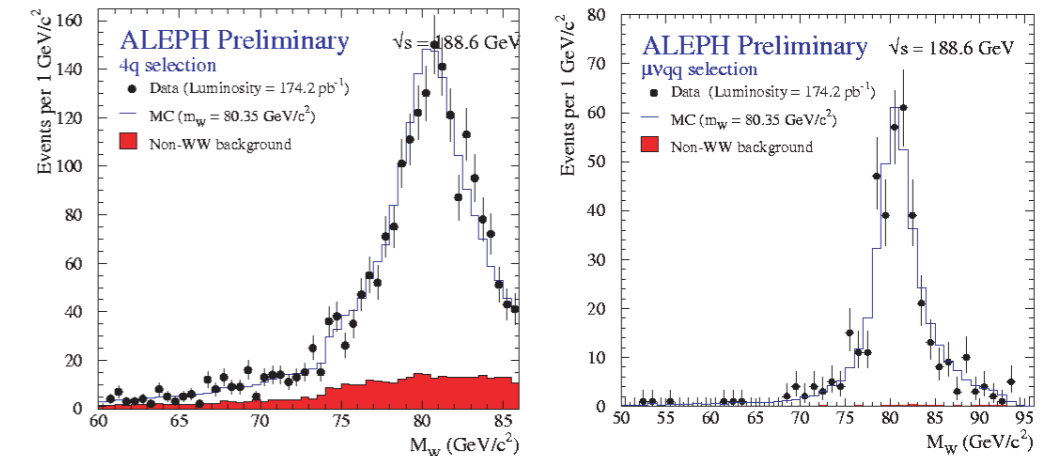 ALEPH Preliminary
√s = 188.6 GeV
4q selection
Data (Luminosity = 174.2 pb⁻¹)
MC (m_W = 80.35 GeV/c²)
Non-WW background
Events per 1 GeV/c²
160
140
120
100
80
60
40
20
0
60 65 70 75 80 85
M_W (GeV/c²)
ALEPH Preliminary
√s = 188.6 GeV
μνqq selection
Data (Luminosity = 174.2 pb⁻¹)
MC (m_W = 80.35 GeV/c²)
Non-WW background
Events per 1 GeV/c²
80
70
60
50
40
30
20
10
0
50 55 60 65 70 75 80 85 90 95
M_W (GeV/c²)